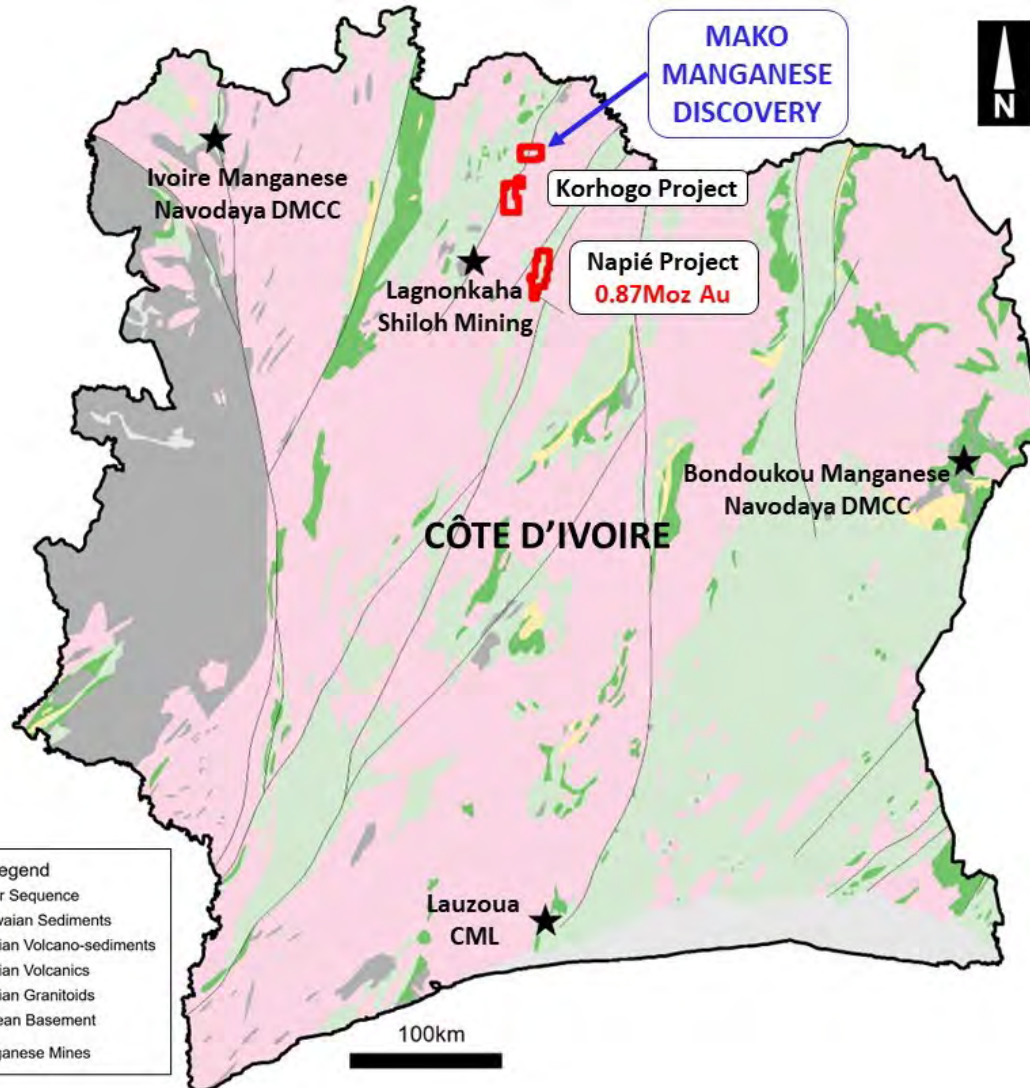 MAKO
MANGANESE
DISCOVERY
N
Ivoire Manganese
Navodaya DMCC
Korhogo Project
Napié Project
0.87Moz Au
Lagnonkaha
Shiloh Mining
Bondoukou Manganese
Navodaya DMCC
CÔTE D'IVOIRE
Lauzoua
CML
100km
egend
r Sequence
vaian Sediments
ian Volcano-sediments
ian Volcanics
ian Granitoids
ean Basement
ganese Mines